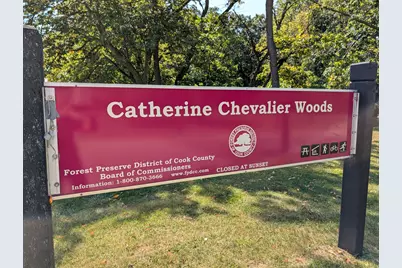 Catherine Chevalier Woods
Forest Preserve District of Cook County
Board of Commissioners
Information: 1-800-870-3666 www.fpdcc.com CLOSED AT SUNSET